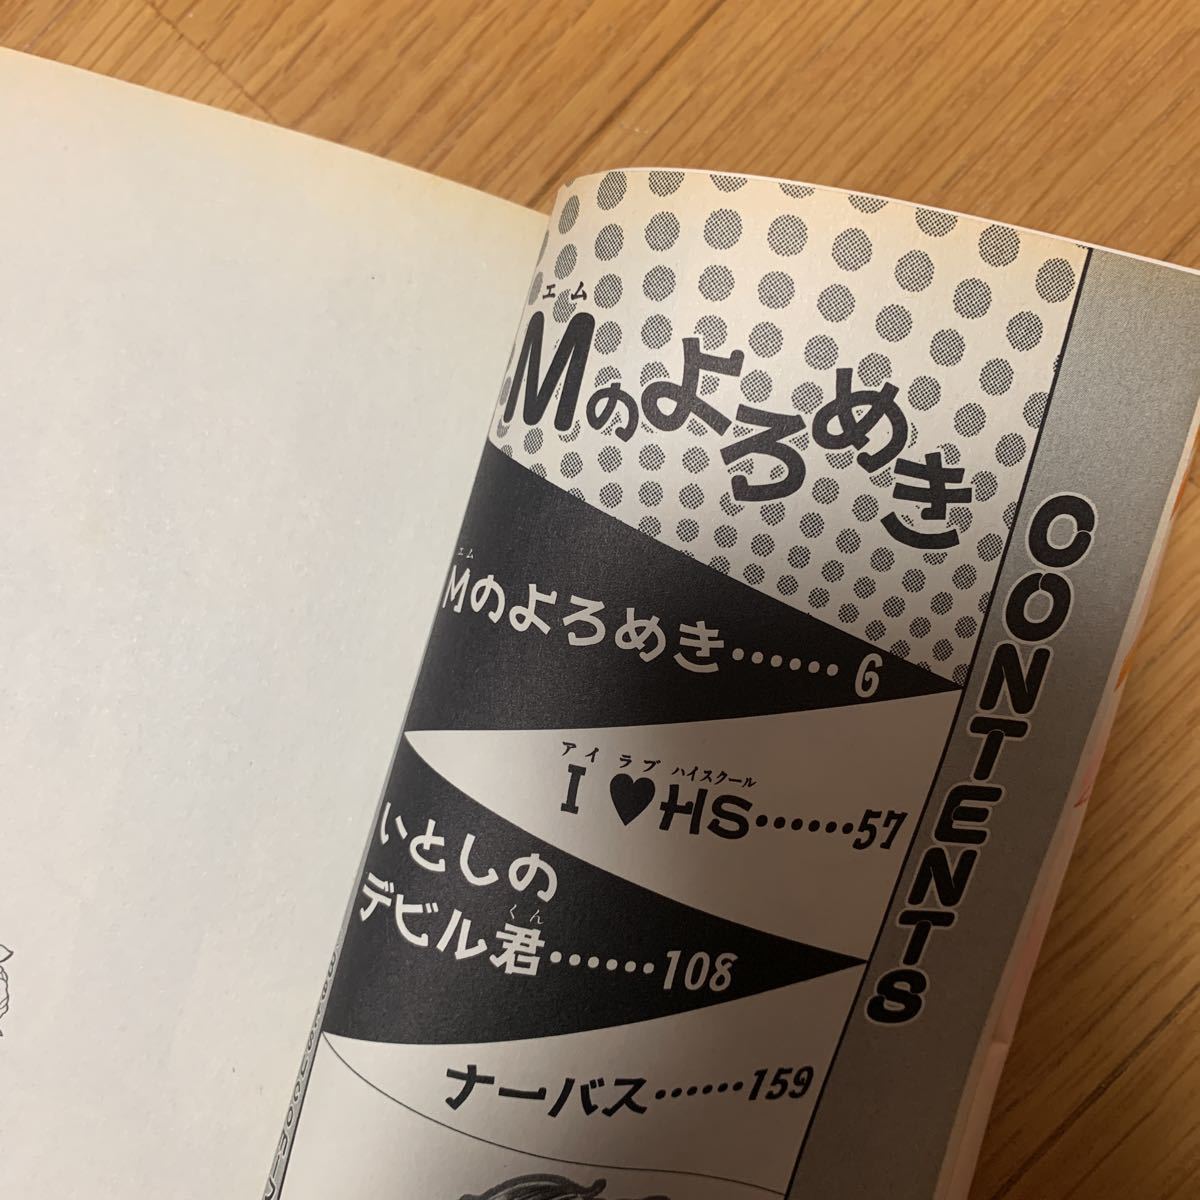 エム
Mのよろめき
CONTENTS
エム
Mのよろめき……6
アイ ラブ ハイスクール
I♥HS……57
いとしの
くん
デビル君……108
ナーバス……159